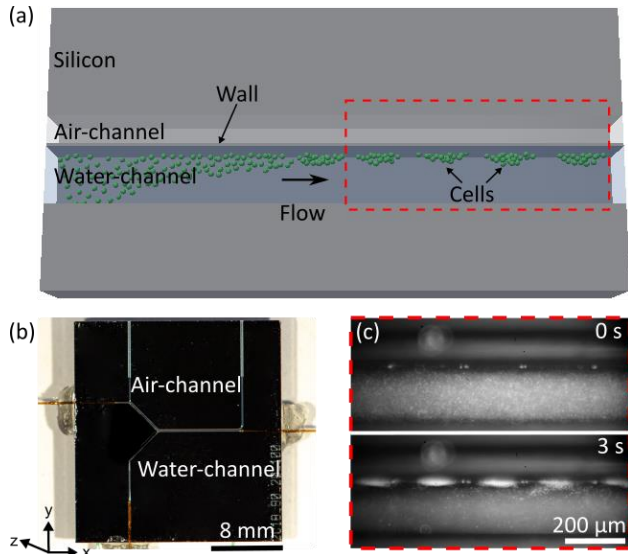 (a)
Silicon
Wall
Air-channel
Water-channel
Cells
Flow
(b)
Air-channel
Water-channel
y
z
x
8 mm
(c)
0 s
3 s
200 μm